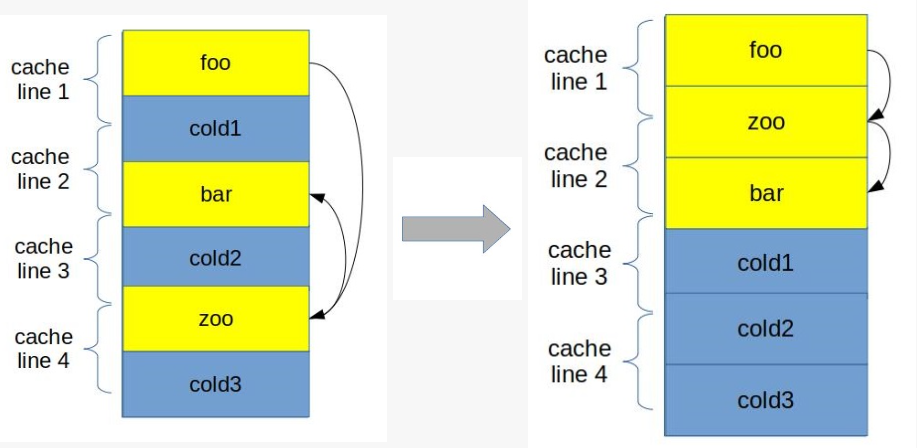 cache
line 1
foo
cold1
cache
line 2
bar
cache
line 3
cold2
cache
line 4
zoo
cold3
cache
line 1
foo
zoo
cache
line 2
bar
cache
line 3
cold1
cache
line 4
cold2
cold3